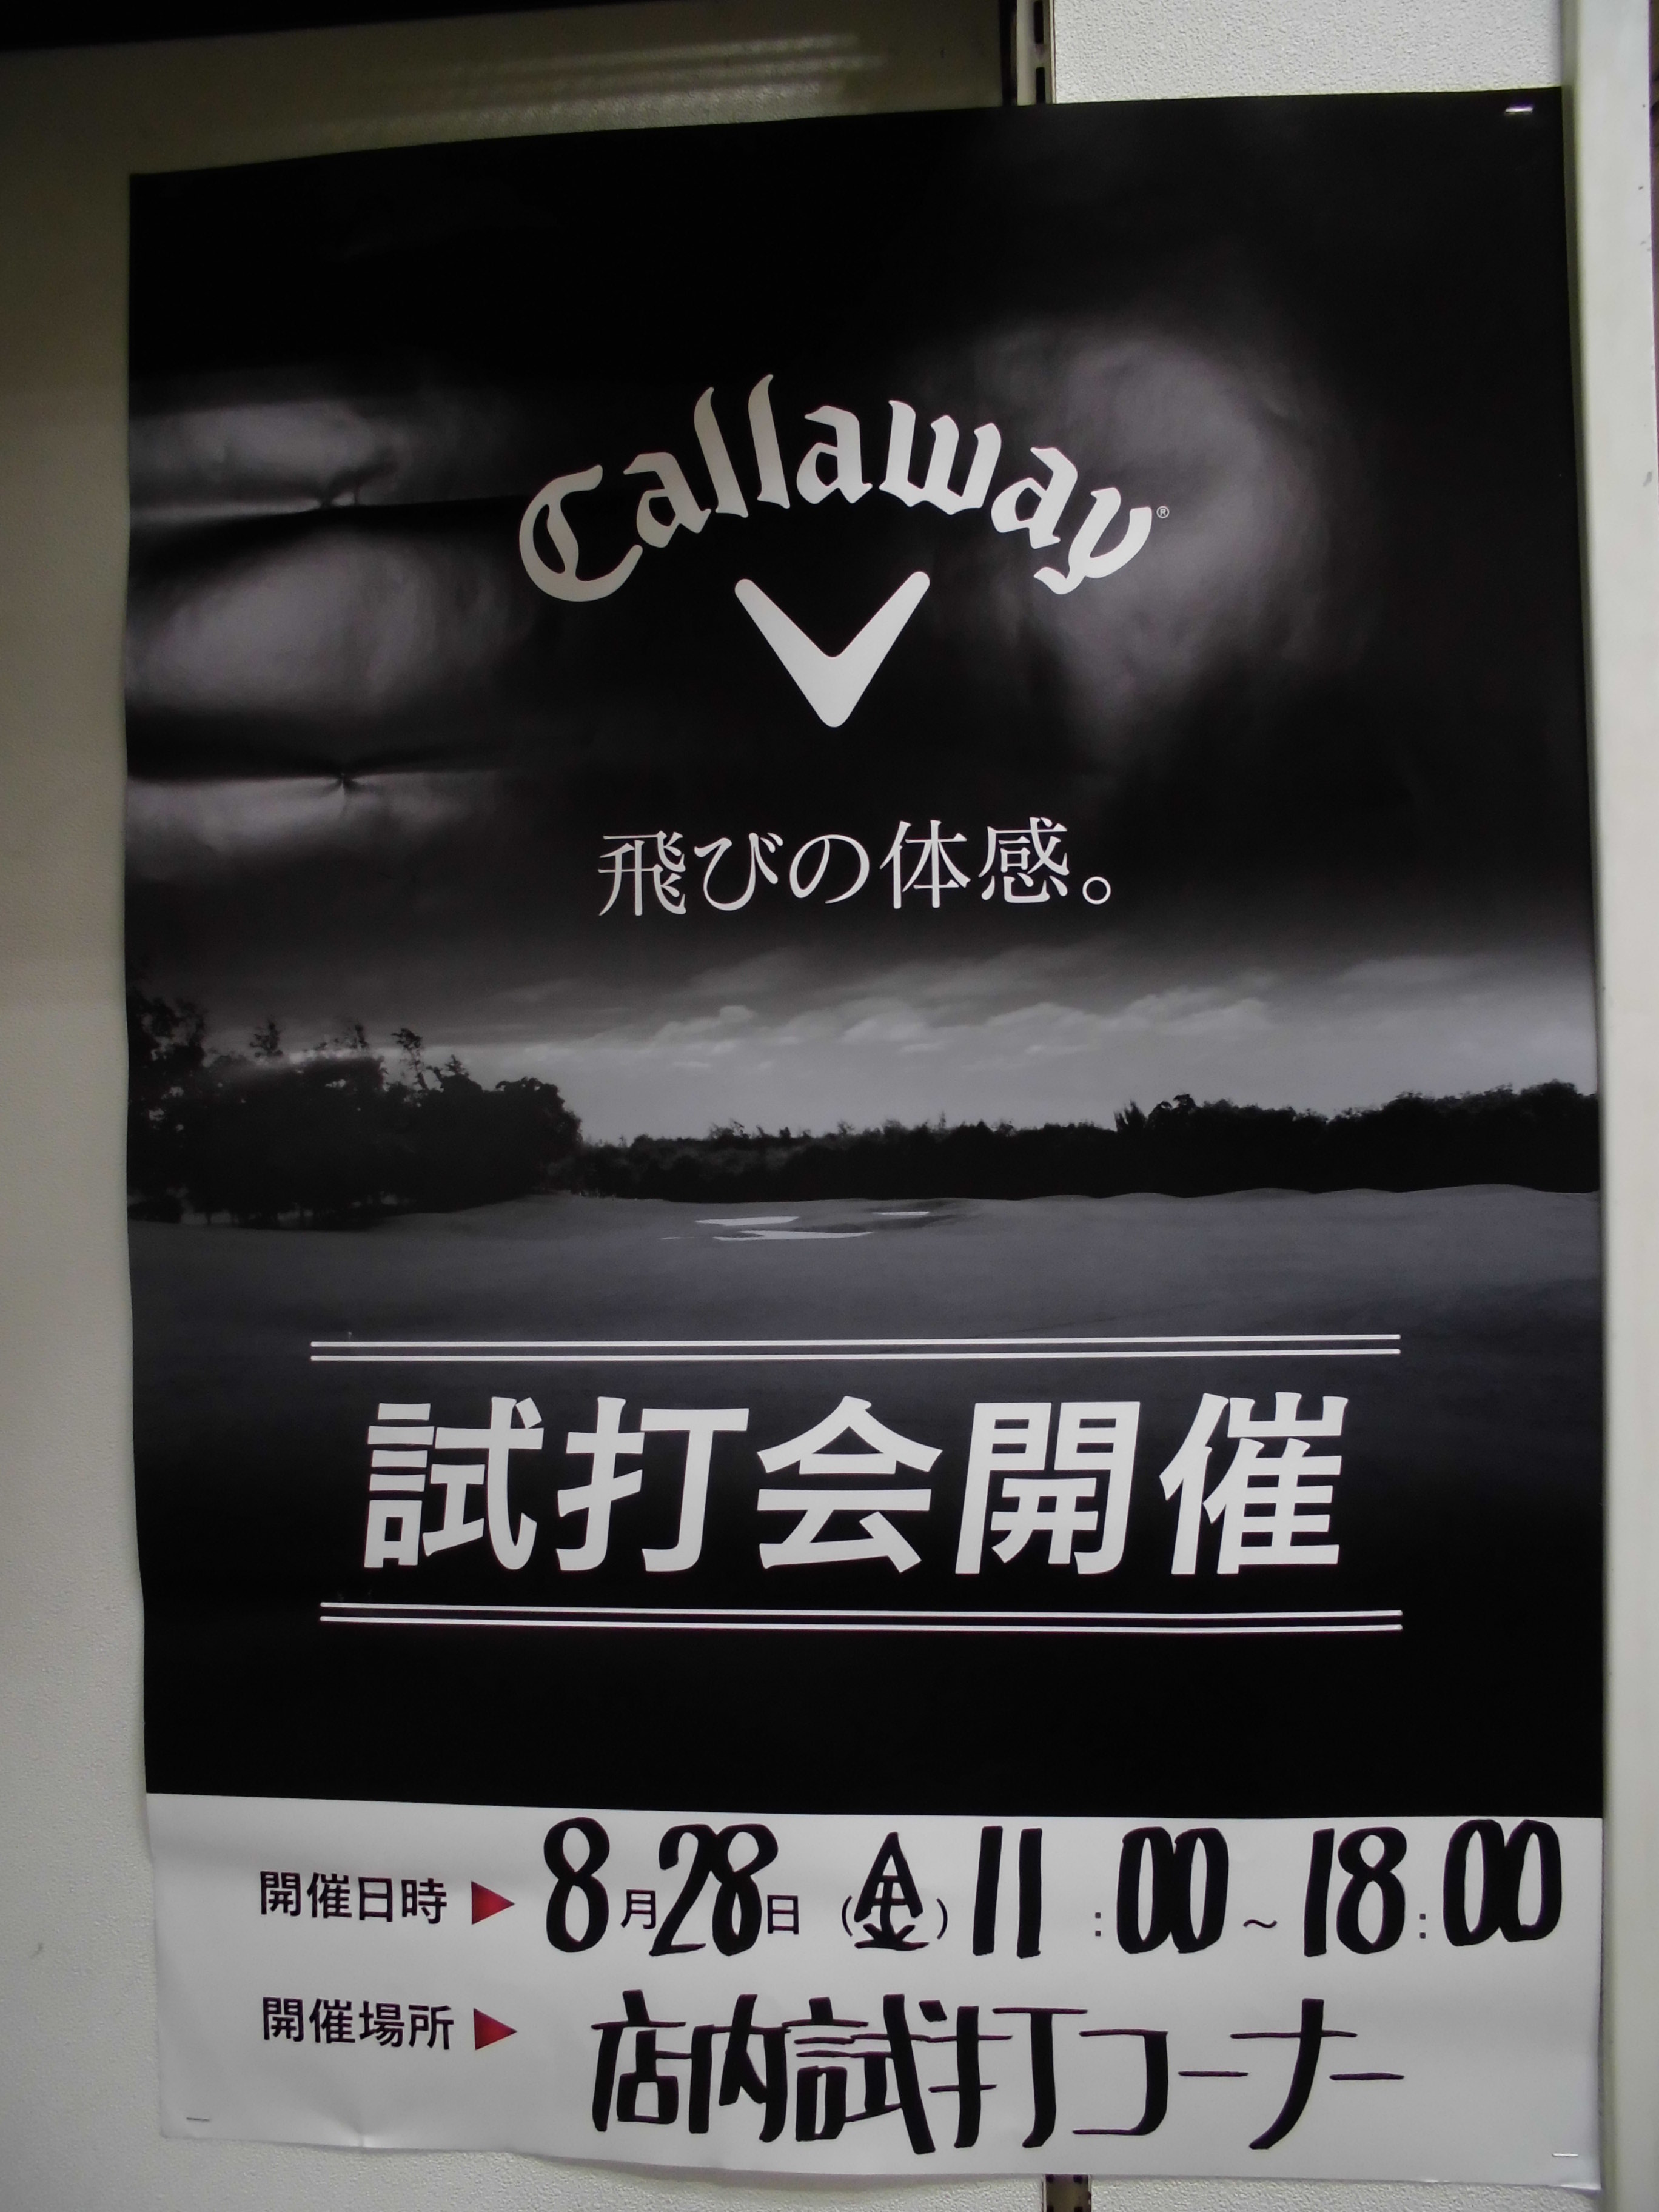 Callaway®
飛びの体感。
試打会開催
開催日時 ▶ 8月28日(金) 11:00~18:00
開催場所 ▶ 店内試打コーナー